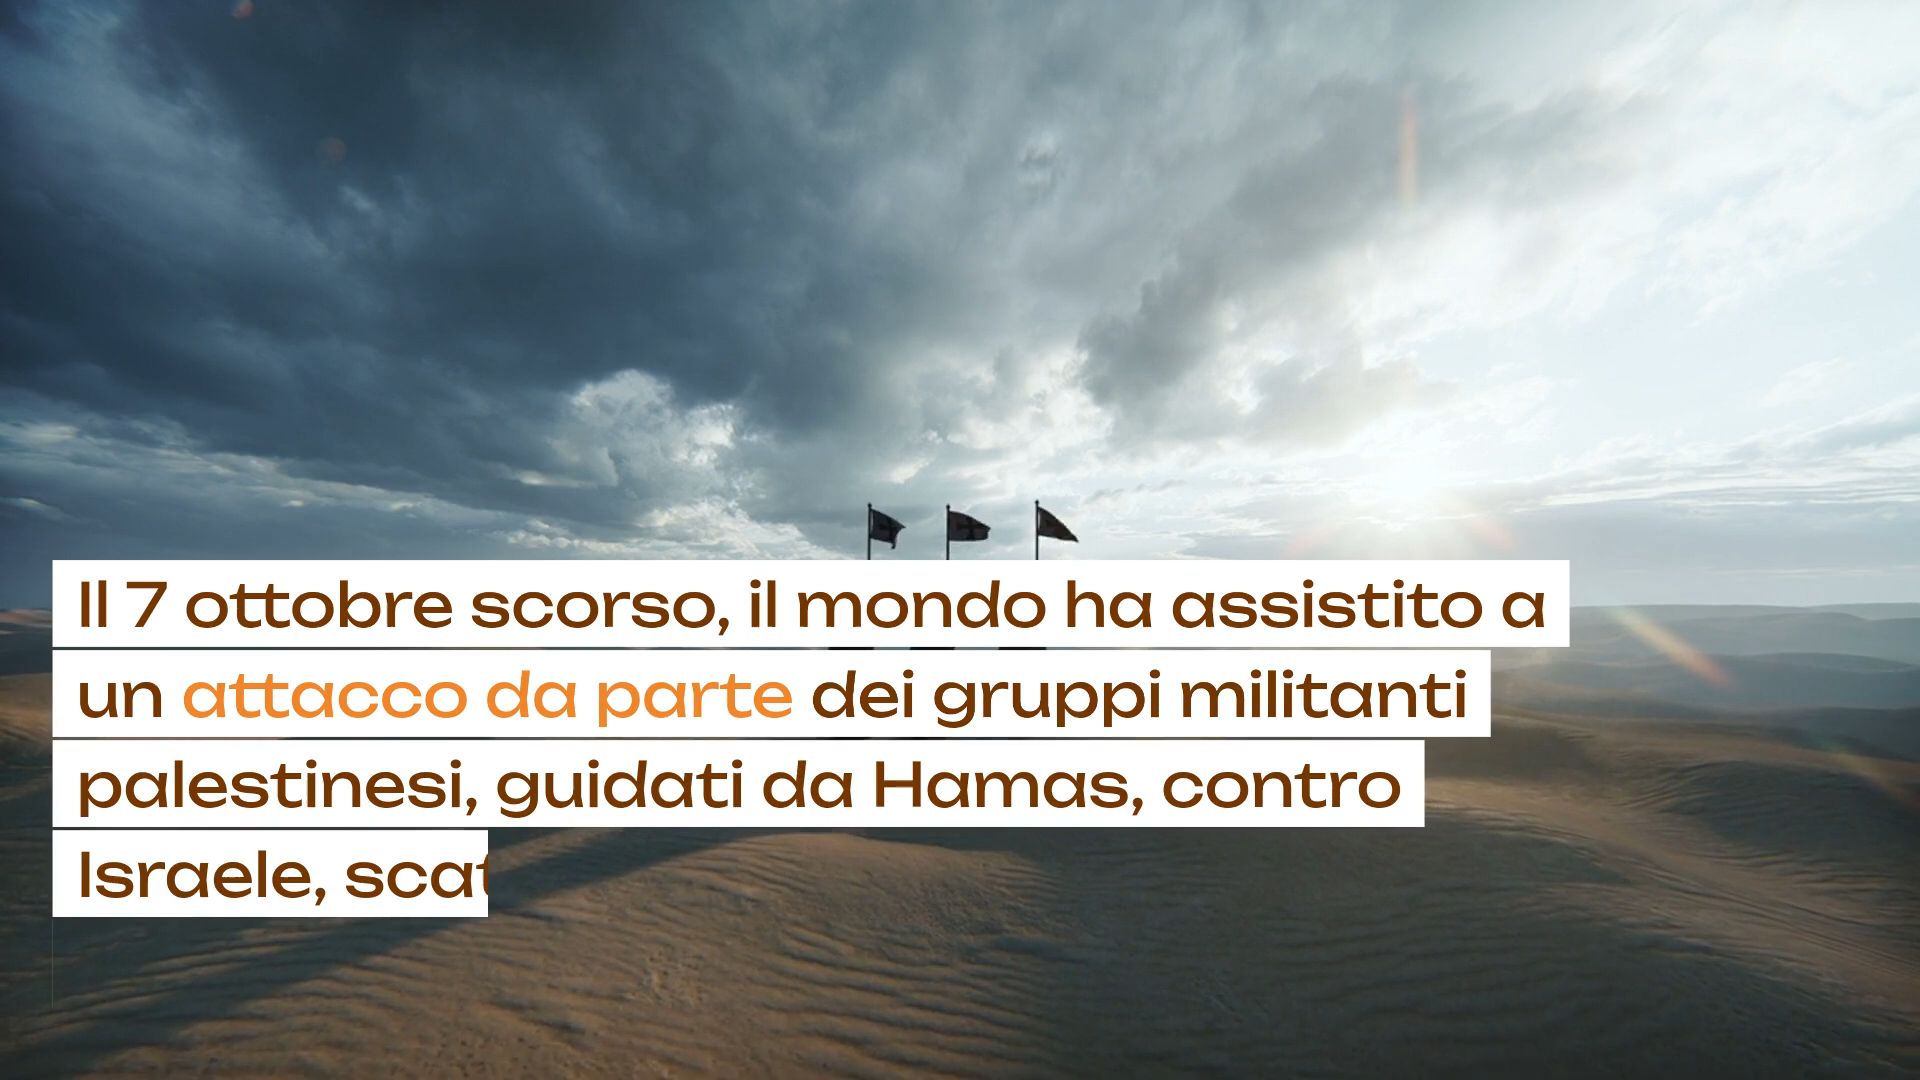 Il 7 ottobre scorso, il mondo ha assistito a
un attacco da parte dei gruppi militanti
palestinesi, guidati da Hamas, contro
Israele, scat